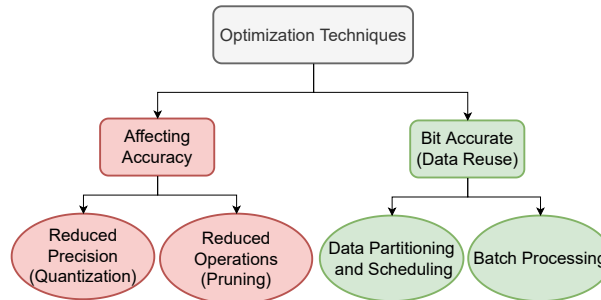 Optimization Techniques
Affecting
Accuracy
Bit Accurate
(Data Reuse)
Reduced
Precision
(Quantization)
Reduced
Operations
(Pruning)
Data Partitioning
and Scheduling
Batch Processing